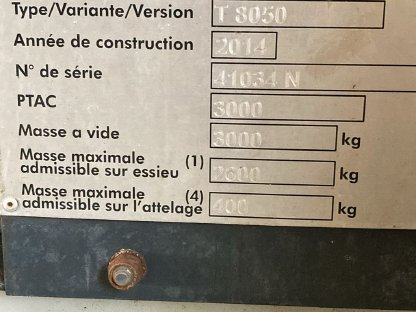 Type/Variante/Version T 8050
Année de construction 2014
N° de série 41034 N
PTAC 3000
Masse a vide 3000 kg
Masse maximale (1)
admissible sur essieu 2600 kg
Masse maximale (4)
admissible sur l'attelage 400 kg